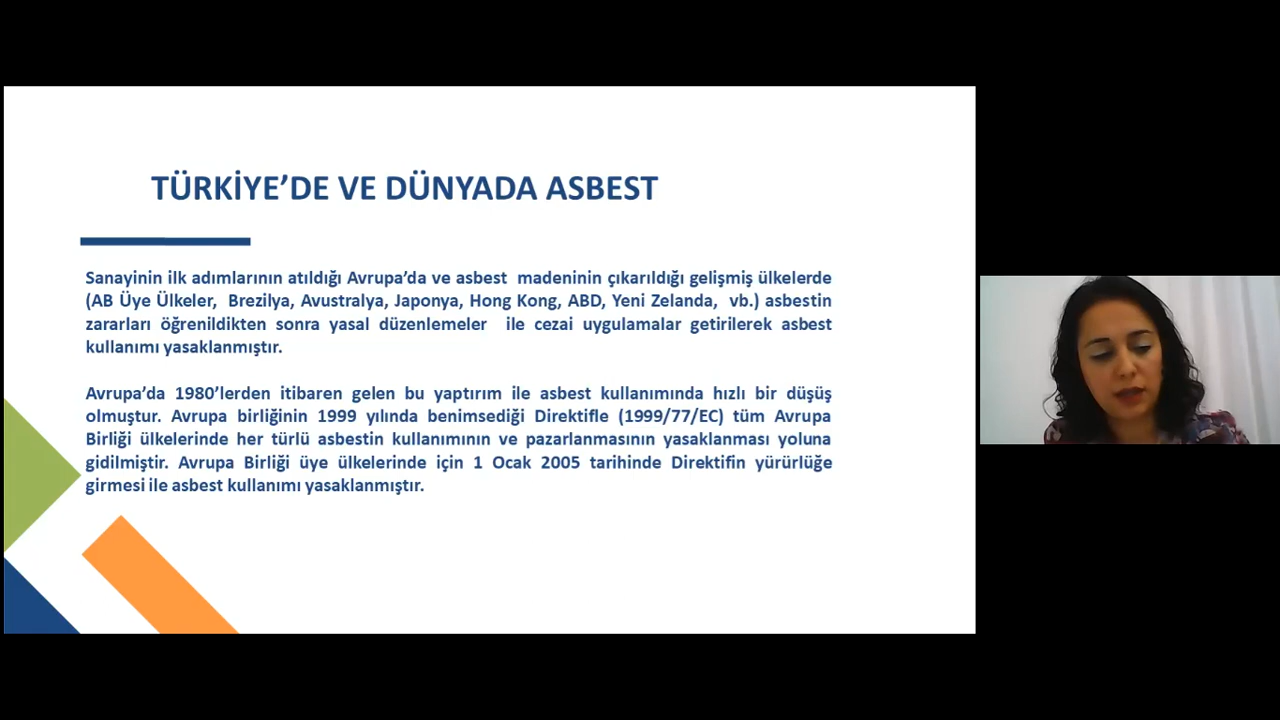 TÜRKİYE’DE VE DÜNYADA ASBEST
Sanayinin ilk adımlarının atıldığı Avrupa’da ve asbest madeninin çıkarıldığı gelişmiş ülkelerde
(AB Üye Ülkeler, Brezilya, Avustralya, Japonya, Hong Kong, ABD, Yeni Zelanda, vb.) asbestin
zararları öğrenildikten sonra yasal düzenlemeler ile cezai uygulamalar getirilerek asbest
kullanımı yasaklanmıştır.
Avrupa’da 1980’lerden itibaren gelen bu yaptırım ile asbest kullanımında hızlı bir düşüş
olmuştur. Avrupa birliğinin 1999 yılında benimsediği Direktifle (1999/77/EC) tüm Avrupa
Birliği ülkelerinde her türlü asbestin kullanımının ve pazarlanmasının yasaklanması yoluna
gidilmiştir. Avrupa Birliği üye ülkelerinde için 1 Ocak 2005 tarihinde Direktifin yürürlüğe
girmesi ile asbest kullanımı yasaklanmıştır.